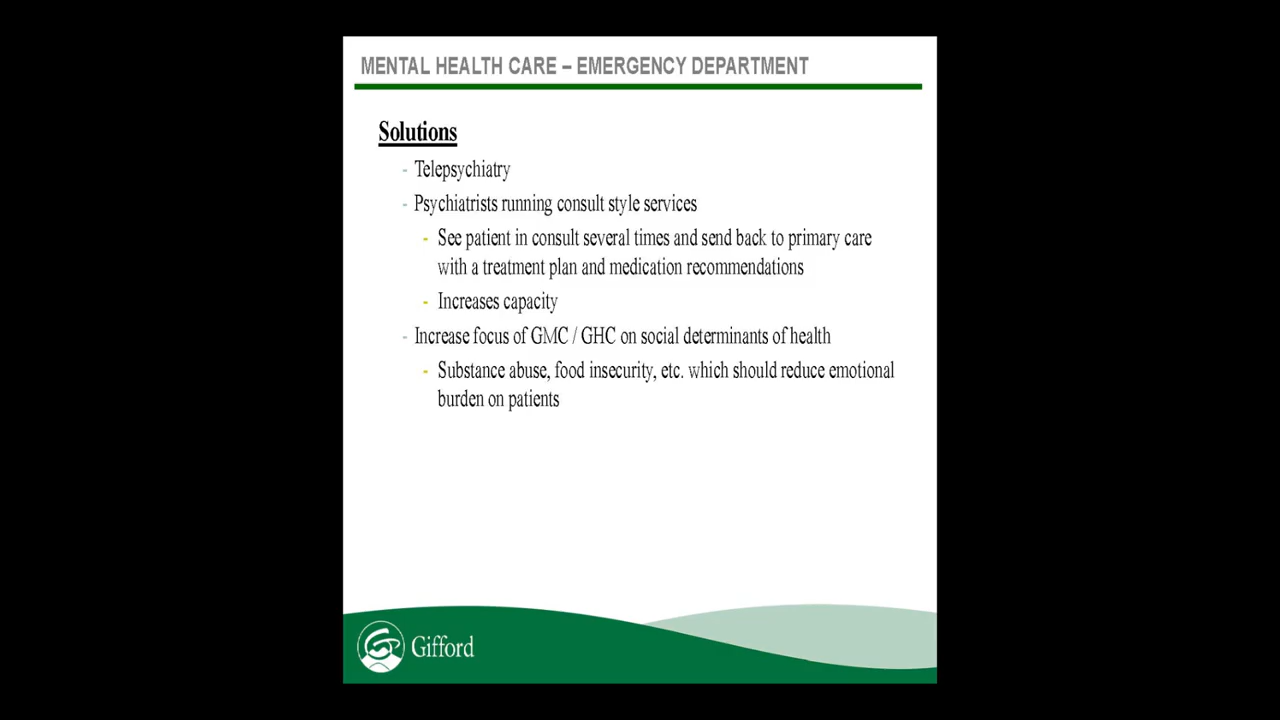 MENTAL HEALTH CARE – EMERGENCY DEPARTMENT
Solutions
- Telepsychiatry
- Psychiatrists running consult style services
- See patient in consult several times and send back to primary care
with a treatment plan and medication recommendations
- Increases capacity
- Increase focus of GMC / GHC on social determinants of health
- Substance abuse, food insecurity, etc. which should reduce emotional
burden on patients
Gifford